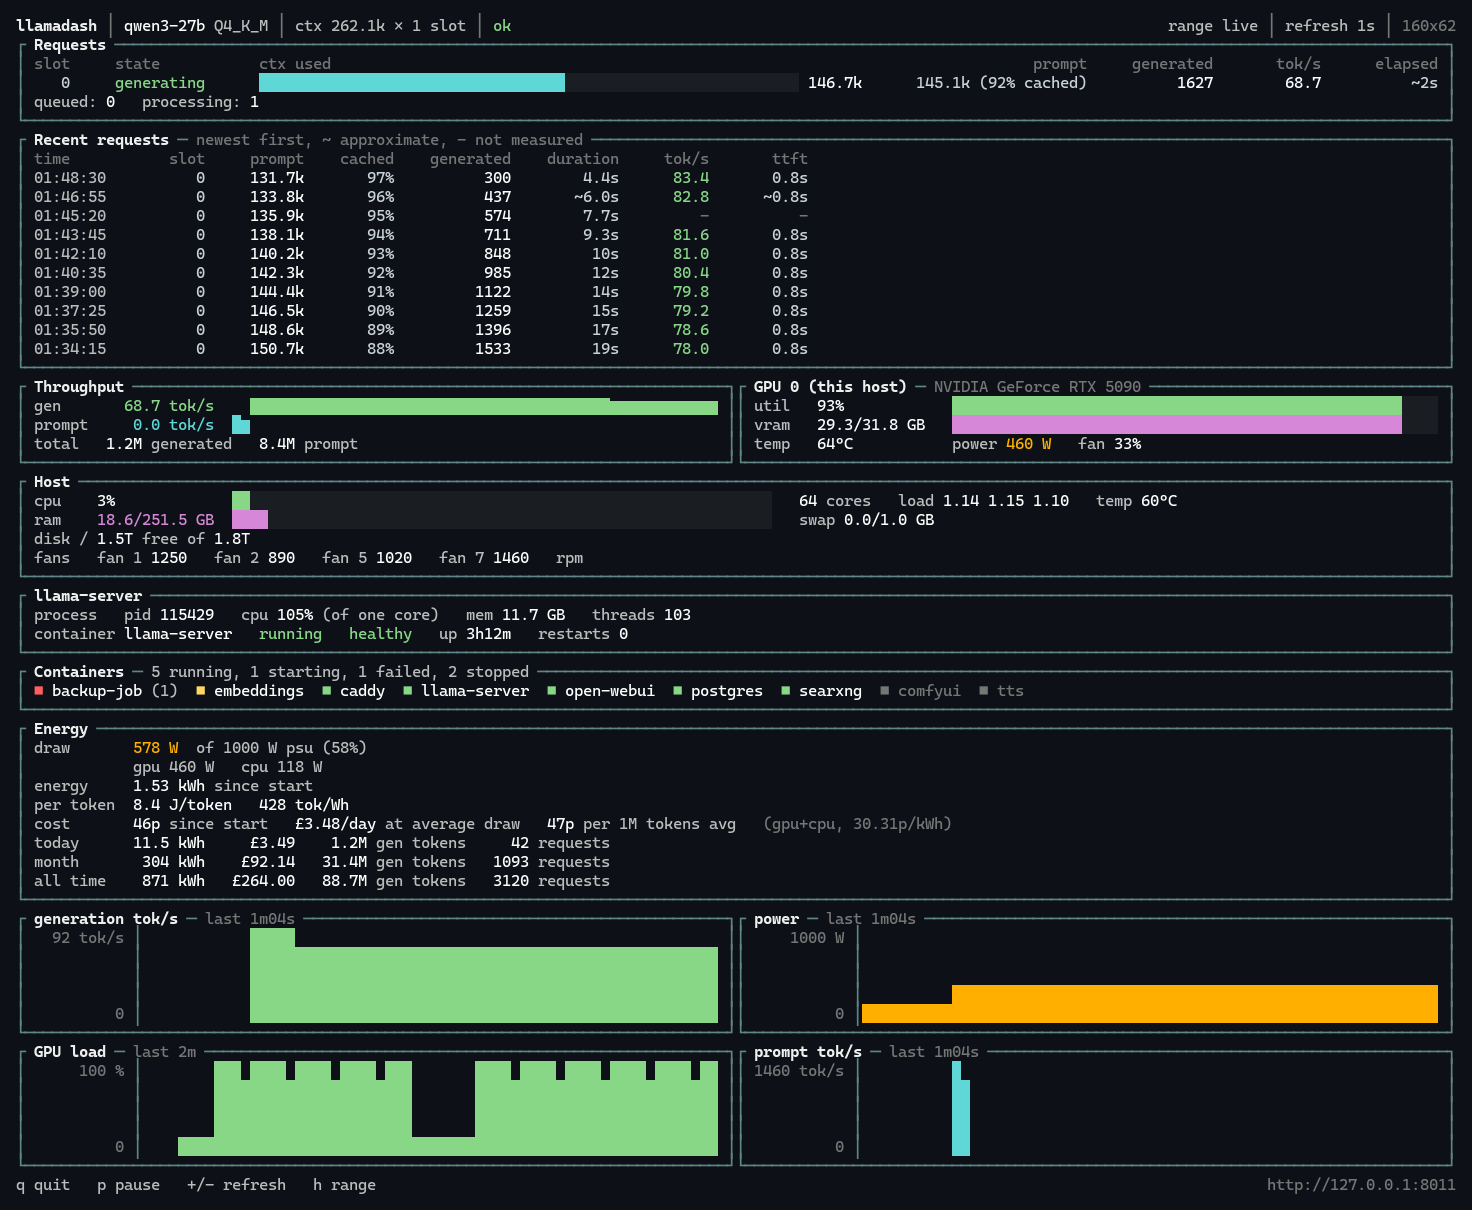 llamadash │ qwen3-27b Q4_K_M │ ctx 262.1k × 1 slot │ ok range live │ refresh 1s │ 160x62
Requests
slot state ctx used prompt generated tok/s elapsed
0 generating 146.7k 145.1k (92% cached) 1627 68.7 ~2s
queued: 0 processing: 1
Recent requests — newest first, ~ approximate, — not measured
time slot prompt cached generated duration tok/s ttft
01:48:30 0 131.7k 97% 300 4.4s 83.4 0.8s
01:46:55 0 133.8k 96% 437 ~6.0s 82.8 ~0.8s
01:45:20 0 135.9k 95% 574 7.7s — —
01:43:45 0 138.1k 94% 711 9.3s 81.6 0.8s
01:42:10 0 140.2k 93% 848 10s 81.0 0.8s
01:40:35 0 142.3k 92% 985 12s 80.4 0.8s
01:39:00 0 144.4k 91% 1122 14s 79.8 0.8s
01:37:25 0 146.5k 90% 1259 15s 79.2 0.8s
01:35:50 0 148.6k 89% 1396 17s 78.6 0.8s
01:34:15 0 150.7k 88% 1533 19s 78.0 0.8s
Throughput
gen 68.7 tok/s
prompt 0.0 tok/s
total 1.2M generated 8.4M prompt
GPU 0 (this host) — NVIDIA GeForce RTX 5090
util 93%
vram 29.3/31.8 GB
temp 64°C power 460 W fan 33%
Host
cpu 3% 64 cores load 1.14 1.15 1.10 temp 60°C
ram 18.6/251.5 GB swap 0.0/1.0 GB
disk / 1.5T free of 1.8T
fans fan 1 1250 fan 2 890 fan 5 1020 fan 7 1460 rpm
llama-server
process pid 115429 cpu 105% (of one core) mem 11.7 GB threads 103
container llama-server running healthy up 3h12m restarts 0
Containers — 5 running, 1 starting, 1 failed, 2 stopped
■ backup-job (1) ■ embeddings ■ caddy ■ llama-server ■ open-webui ■ postgres ■ searxng ■ comfyui ■ tts
Energy
draw 578 W of 1000 W psu (58%)
gpu 460 W cpu 118 W
energy 1.53 kWh since start
per token 8.4 J/token 428 tok/Wh
cost 46p since start £3.48/day at average draw 47p per 1M tokens avg (gpu+cpu, 30.31p/kWh)
today 11.5 kWh £3.49 1.2M gen tokens 42 requests
month 304 kWh £92.14 31.4M gen tokens 1093 requests
all time 871 kWh £264.00 88.7M gen tokens 3120 requests
generation tok/s — last 1m04s
92 tok/s
0
power — last 1m04s
1000 W
0
GPU load — last 2m
100 %
0
prompt tok/s — last 1m04s
1460 tok/s
0
q quit p pause +/- refresh h range http://127.0.0.1:8011